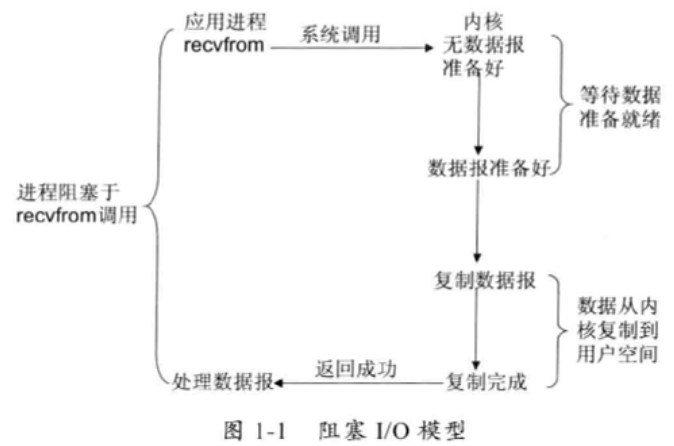 应用进程
recvfrom
系统调用
内核
无数据报
准备好
等待数据
准备就绪
数据报准备好
进程阻塞于
recvfrom调用
复制数据报
数据从内
核复制到
用户空间
处理数据报
返回成功
复制完成
图 1-1 阻塞 I/O 模型